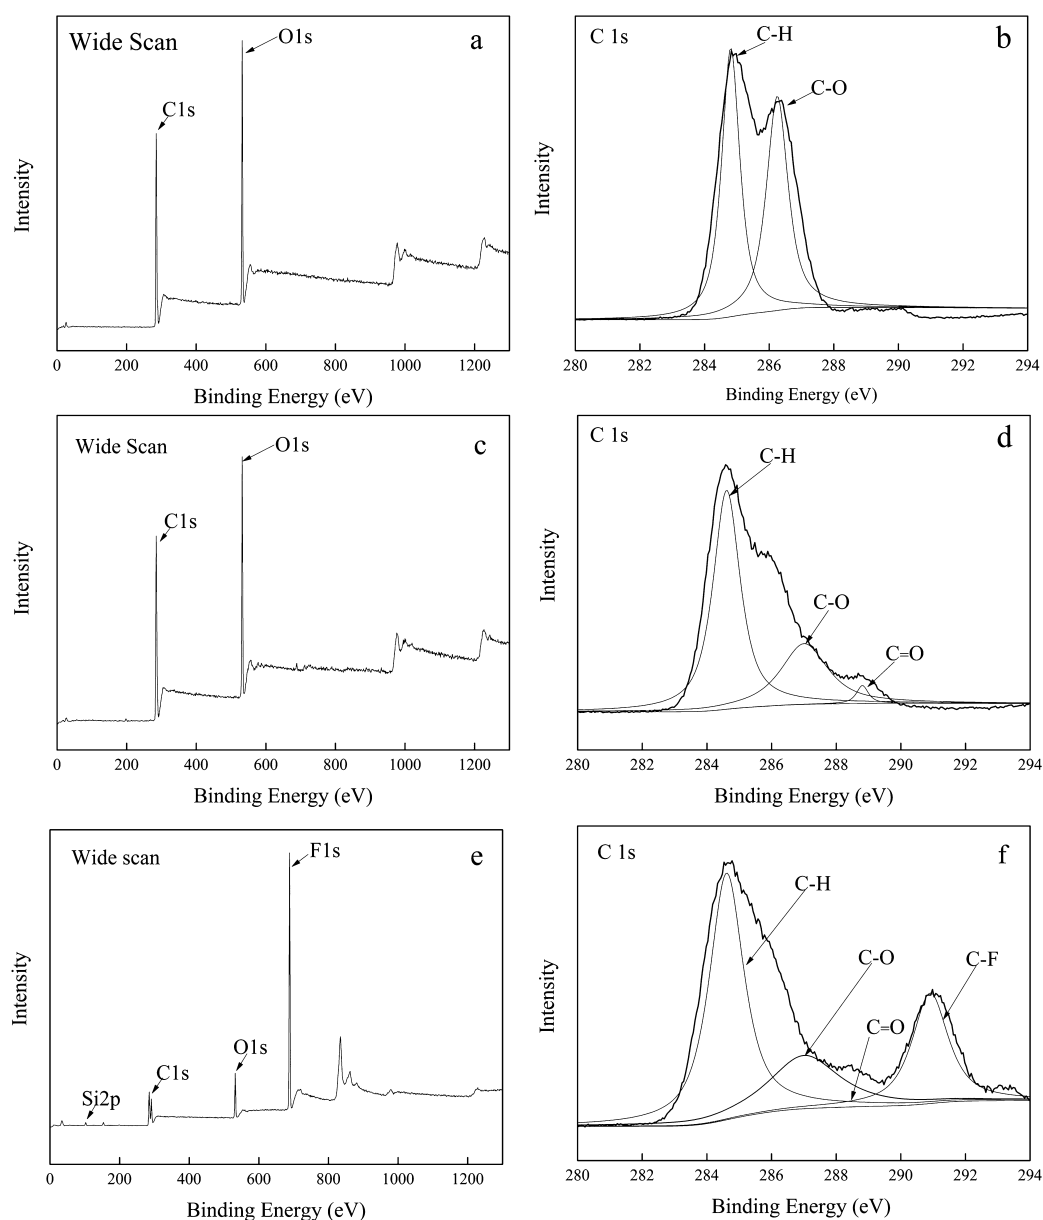 Wide Scan
a
O1s
C1s
Intensity
0 200 400 600 800 1000 1200
Binding Energy (eV)
C 1s
b
C-H
C-O
Intensity
280 282 284 286 288 290 292 294
Binding Energy (eV)
Wide Scan
c
O1s
C1s
Intensity
0 200 400 600 800 1000 1200
Binding Energy (eV)
C 1s
d
C-H
C-O
C=O
Intensity
280 282 284 286 288 290 292 294
Binding Energy (eV)
Wide scan
e
F1s
O1s
C1s
Si2p
Intensity
0 200 400 600 800 1000 1200
Binding Energy (eV)
C 1s
f
C-H
C-O
C-F
C=O
Intensity
280 282 284 286 288 290 292 294
Binding Energy (eV)